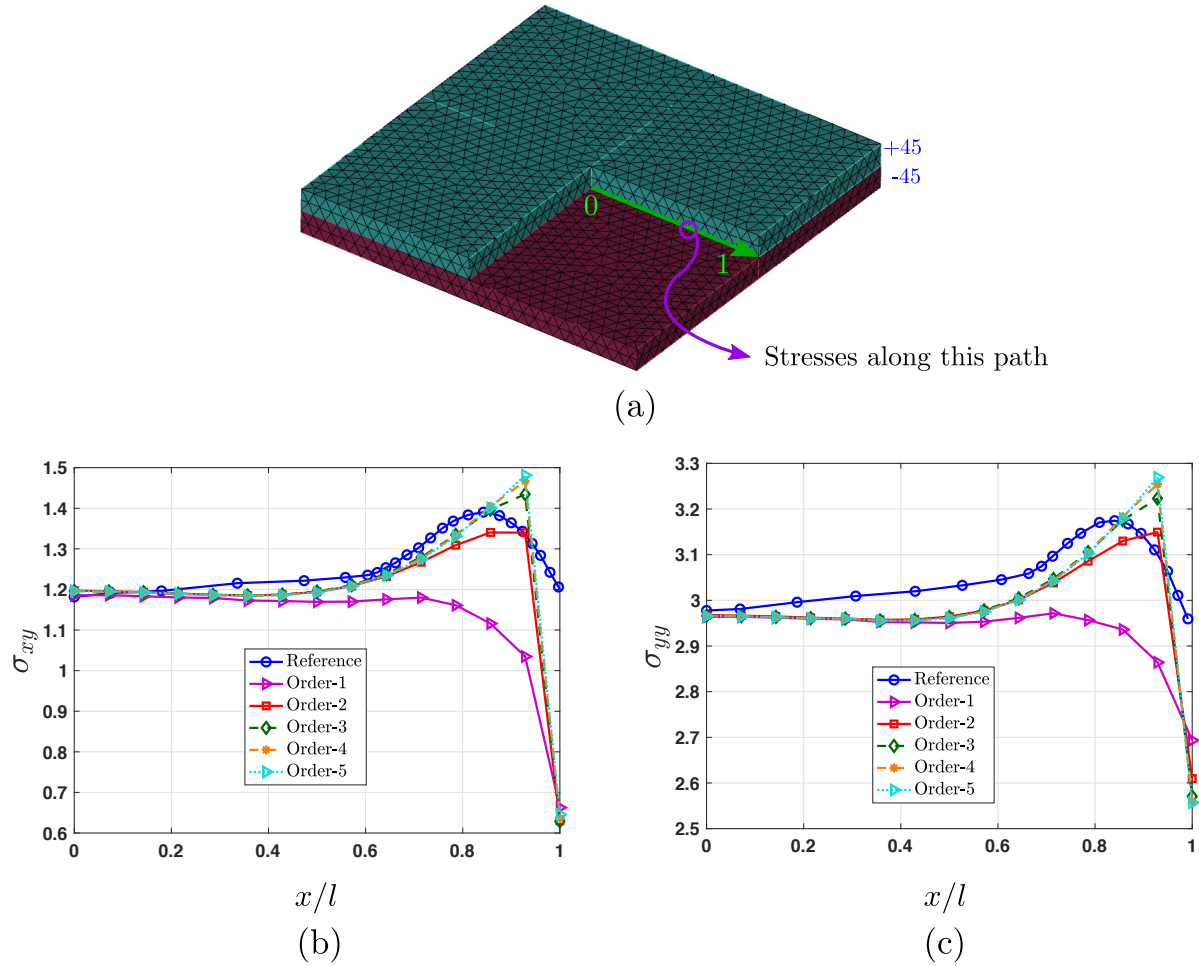 +45
-45
0
1
Stresses along this path
(a)
1.5
1.4
1.3
1.2
1.1
1
0.9
0.8
0.7
0.6
σxy
Reference
Order-1
Order-2
Order-3
Order-4
Order-5
0 0.2 0.4 0.6 0.8 1
x/l
(b)
3.3
3.2
3.1
3
2.9
2.8
2.7
2.6
2.5
σyy
Reference
Order-1
Order-2
Order-3
Order-4
Order-5
0 0.2 0.4 0.6 0.8 1
x/l
(c)